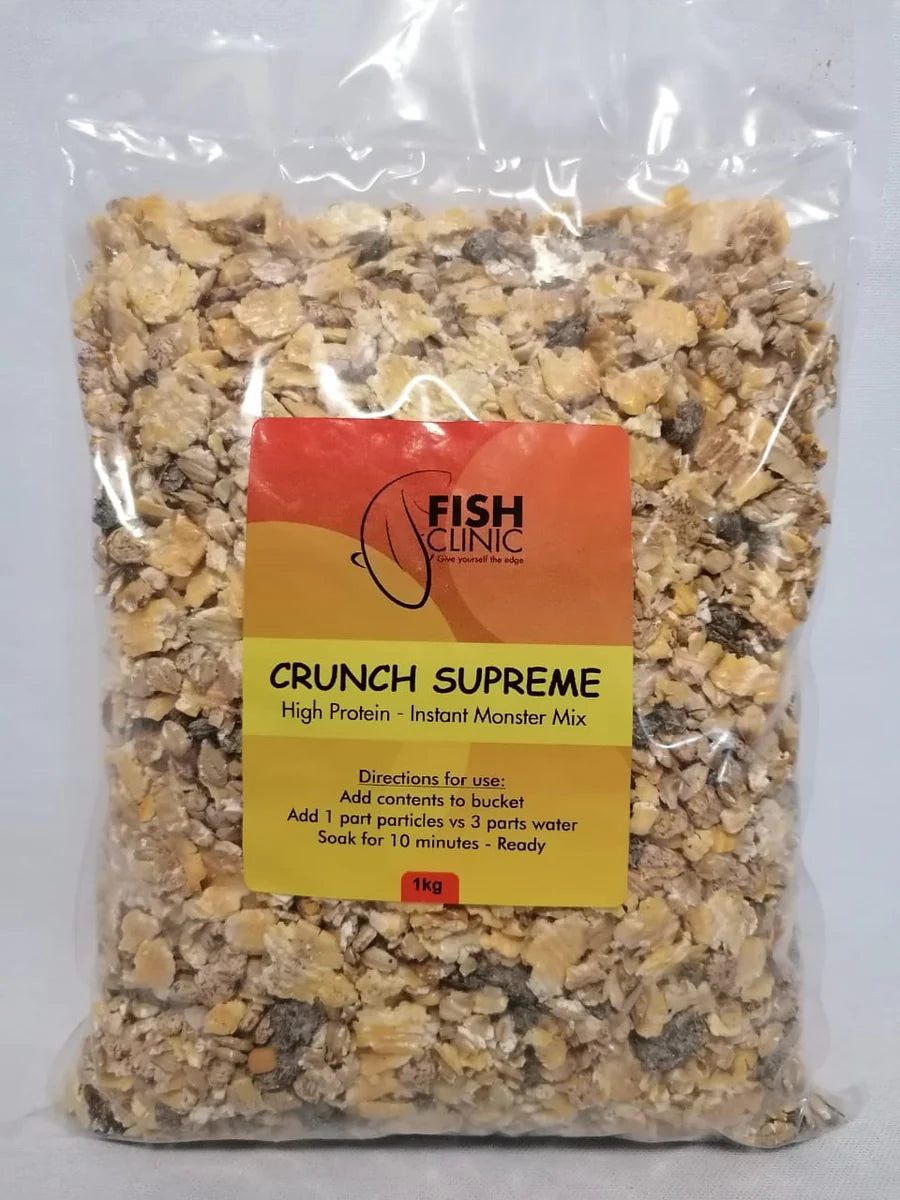 FISH
CLINIC
Give yourself the edge
CRUNCH SUPREME
High Protein - Instant Monster Mix
Directions for use:
Add contents to bucket
Add 1 part particles vs 3 parts water
Soak for 10 minutes - Ready
1kg